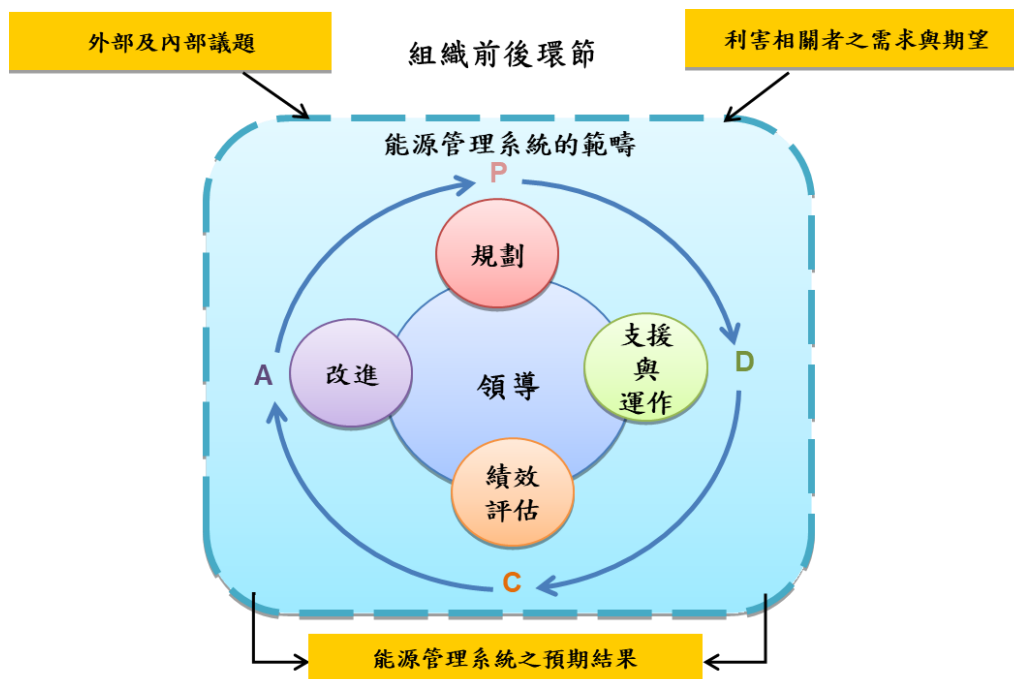 外部及內部議題
組織前後環節
利害相關者之需求與期望
能源管理系統的範疇
P
規劃
支援
與
運作
D
A
改進
領導
績效
評估
C
能源管理系統之預期結果